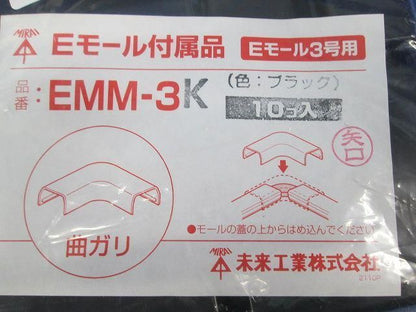 MIRAI
Eモール付属品
Eモール3号用
品番：EMM-3K
(色：ブラック)
10コ入
矢口
曲ガリ
●モールの蓋の上からはめ込んでください
MIRAI
未来工業株式会社